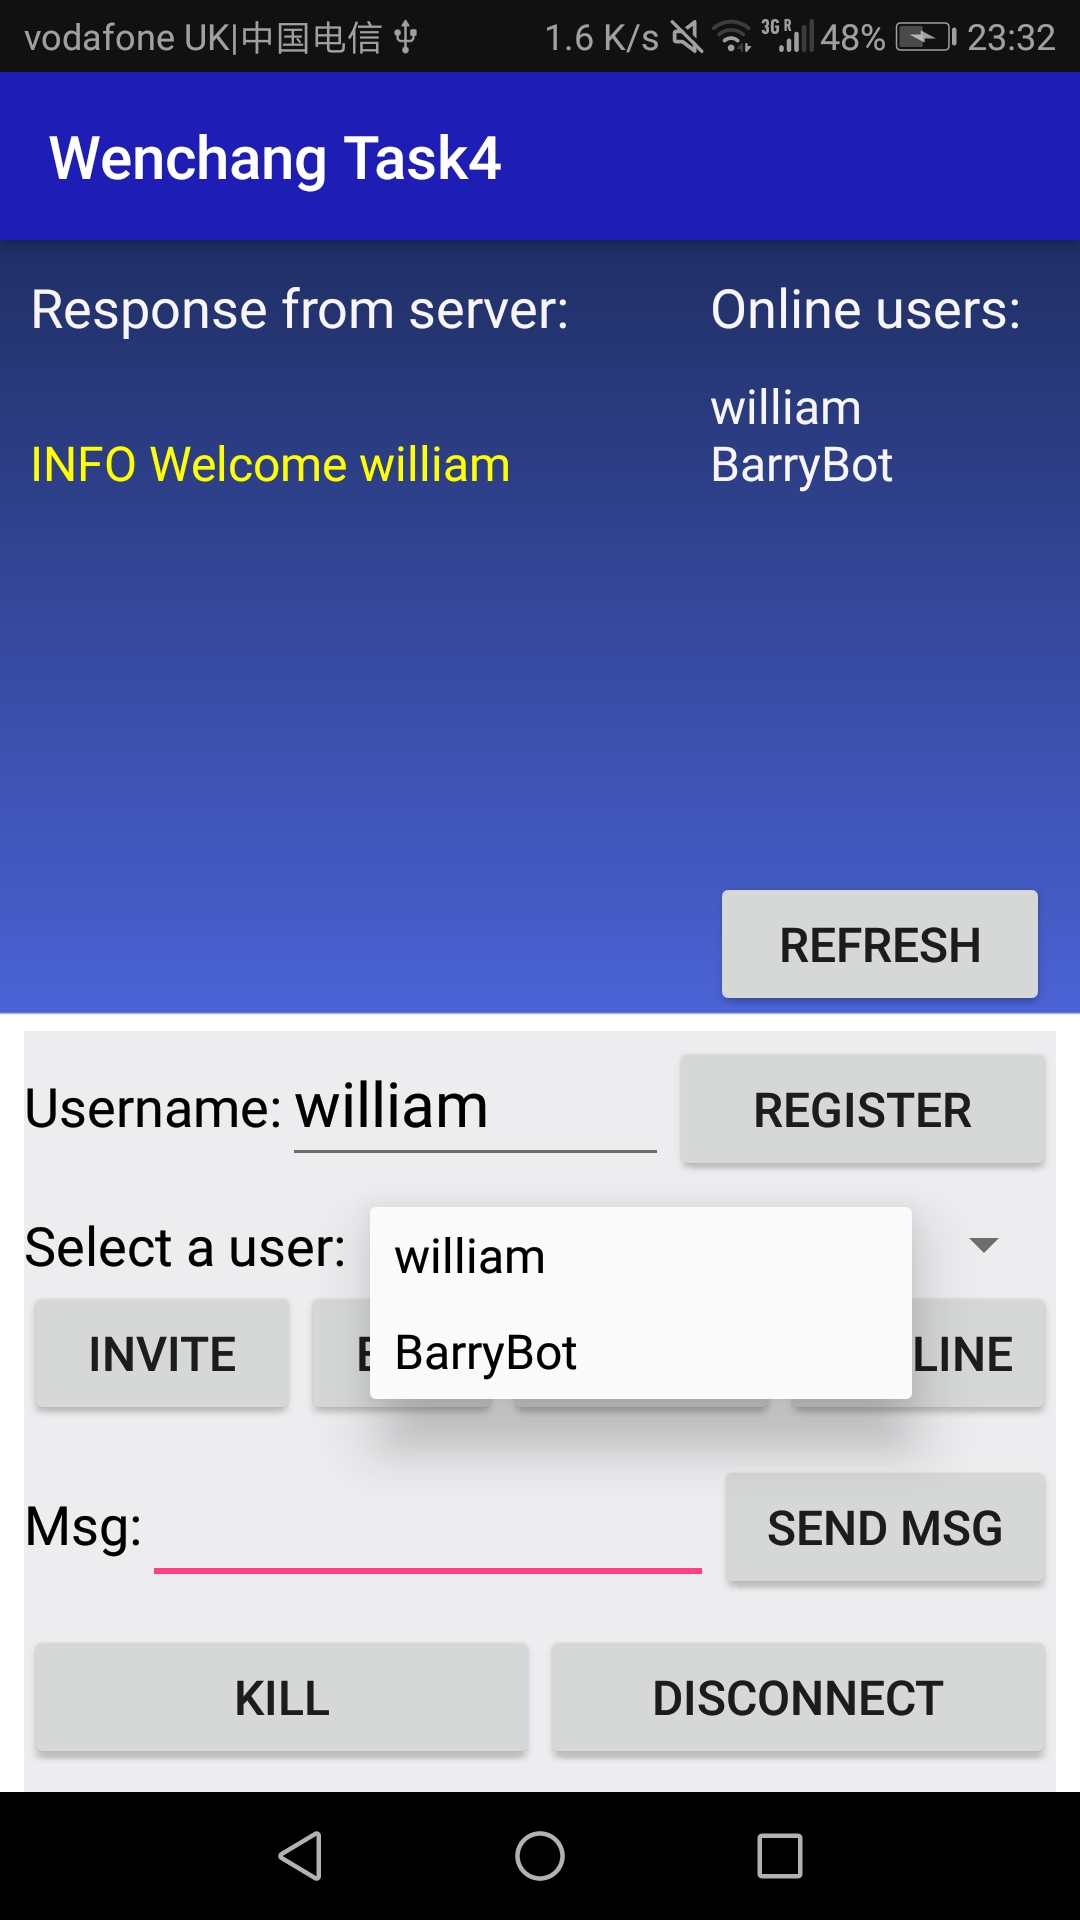 vodafone UK|中国电信 1.6 K/s 3G R 48% 23:32
Wenchang Task4
Response from server: Online users:
william
INFO Welcome william BarryBot
REFRESH
Username: william REGISTER
Select a user: william
INVITE LINE
BarryBot
Msg: SEND MSG
KILL DISCONNECT